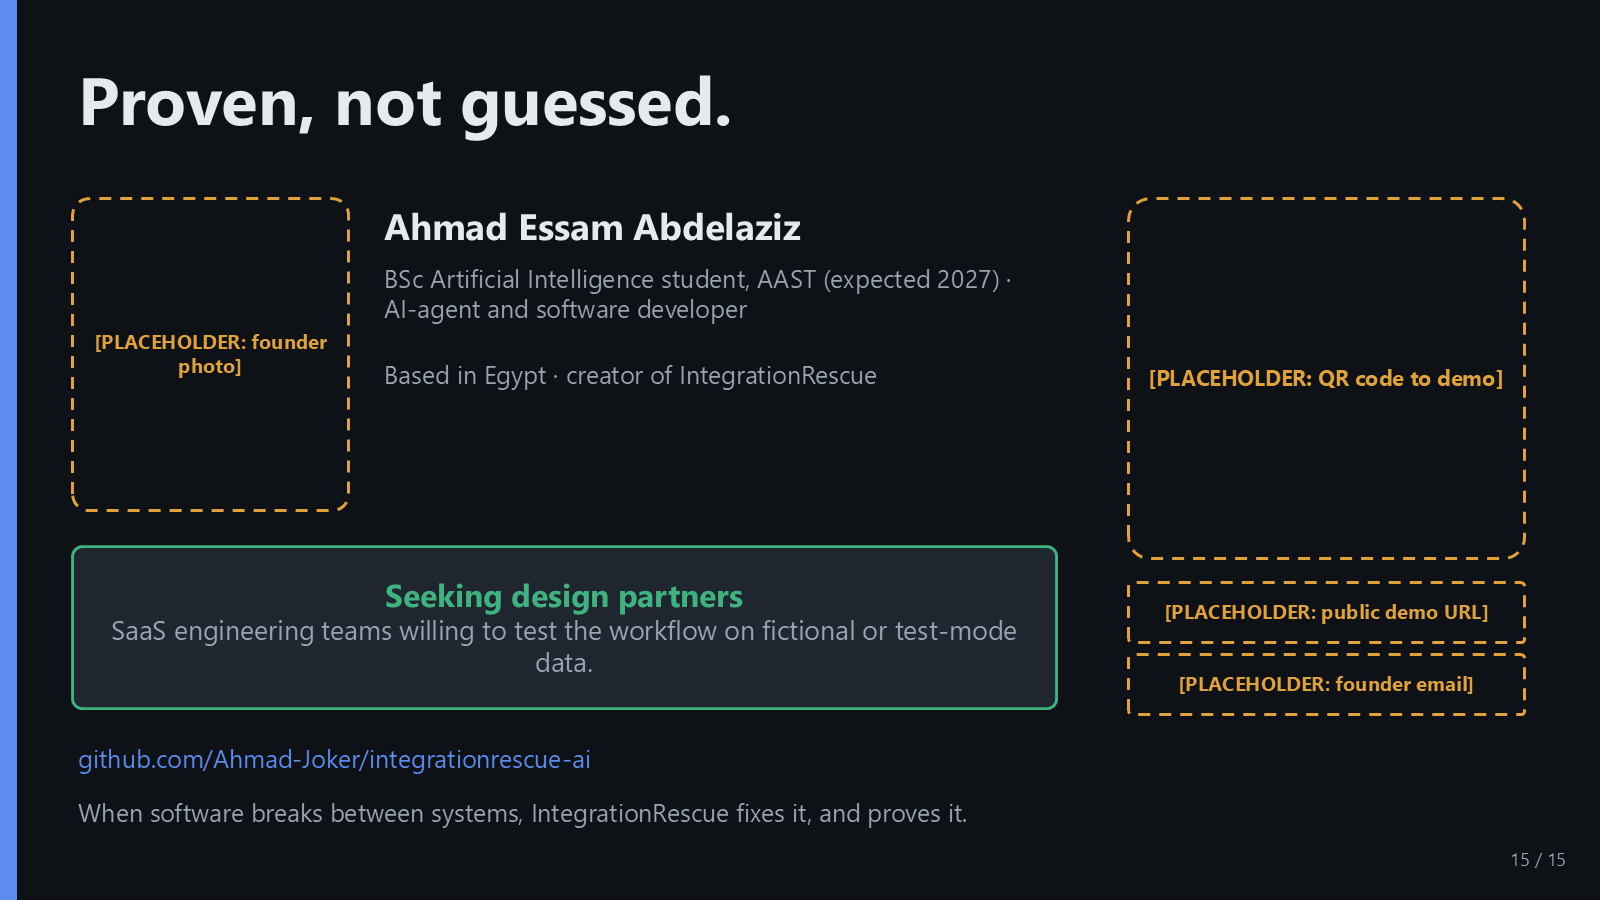 Proven, not guessed.
[PLACEHOLDER: founder
photo]
Ahmad Essam Abdelaziz
BSc Artificial Intelligence student, AAST (expected 2027) ·
AI-agent and software developer
Based in Egypt · creator of IntegrationRescue
[PLACEHOLDER: QR code to demo]
Seeking design partners
SaaS engineering teams willing to test the workflow on fictional or test-mode
data.
[PLACEHOLDER: public demo URL]
[PLACEHOLDER: founder email]
github.com/Ahmad-Joker/integrationrescue-ai
When software breaks between systems, IntegrationRescue fixes it, and proves it.
15 / 15